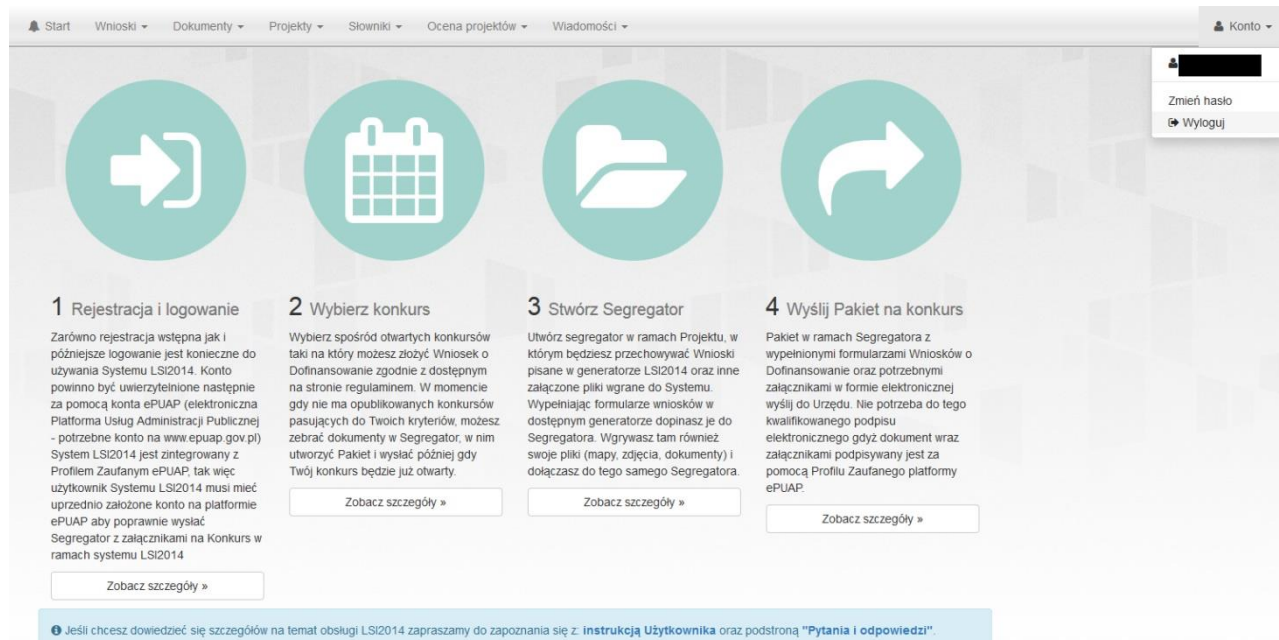 Start Wnioski Dokumenty Projekty Słowniki Ocena projektów Wiadomości Konto
Zmień hasło
Wyloguj
1 Rejestracja i logowanie
Zarówno rejestracja wstępna jak i
późniejsze logowanie jest konieczne do
używania Systemu LSI2014. Konto
powinno być uwierzytelnione następnie
za pomocą konta ePUAP (elektroniczna
Platforma Usług Administracji Publicznej
- potrzebne konto na www.epuap.gov.pl)
System LSI2014 jest zintegrowany z
Profilem Zaufanym ePUAP, tak więc
użytkownik Systemu LSI2014 musi mieć
uprzednio założone konto na platformie
ePUAP aby poprawnie wysłać
Segregator z załącznikami na Konkurs w
ramach systemu LSI2014
Zobacz szczegóły »
2 Wybierz konkurs
Wybierz spośród otwartych konkursów
taki na który możesz złożyć Wniosek o
Dofinansowanie zgodnie z dostępnym
na stronie regulaminem. W momencie
gdy nie ma opublikowanych konkursów
pasujących do Twoich kryteriów, możesz
zebrać dokumenty w Segregator, w nim
utworzyć Pakiet i wysłać później gdy
Twój konkurs będzie już otwarty.
Zobacz szczegóły »
3 Stwórz Segregator
Utwórz segregator w ramach Projektu, w
którym będziesz przechowywać Wnioski
pisane w generatorze LSI2014 oraz inne
załączone pliki wgrane do Systemu.
Wypełniając formularze wniosków w
dostępnym generatorze dopinasz je do
Segregatora. Wgrywasz tam również
swoje pliki (mapy, zdjęcia, dokumenty) i
dołączasz do tego samego Segregatora.
Zobacz szczegóły »
4 Wyślij Pakiet na konkurs
Pakiet w ramach Segregatora z
wypełnionymi formularzami Wniosków o
Dofinansowanie oraz potrzebnymi
załącznikami w formie elektronicznej
wyślij do Urzędu. Nie potrzeba do tego
kwalifikowanego podpisu
elektronicznego gdyż dokument wraz
załącznikami podpisywany jest za
pomocą Profilu Zaufanego platformy
ePUAP.
Zobacz szczegóły »
Jeśli chcesz dowiedzieć się szczegółów na temat obsługi LSI2014 zapraszamy do zapoznania się z: instrukcją Użytkownika oraz podstroną "Pytania i odpowiedzi".